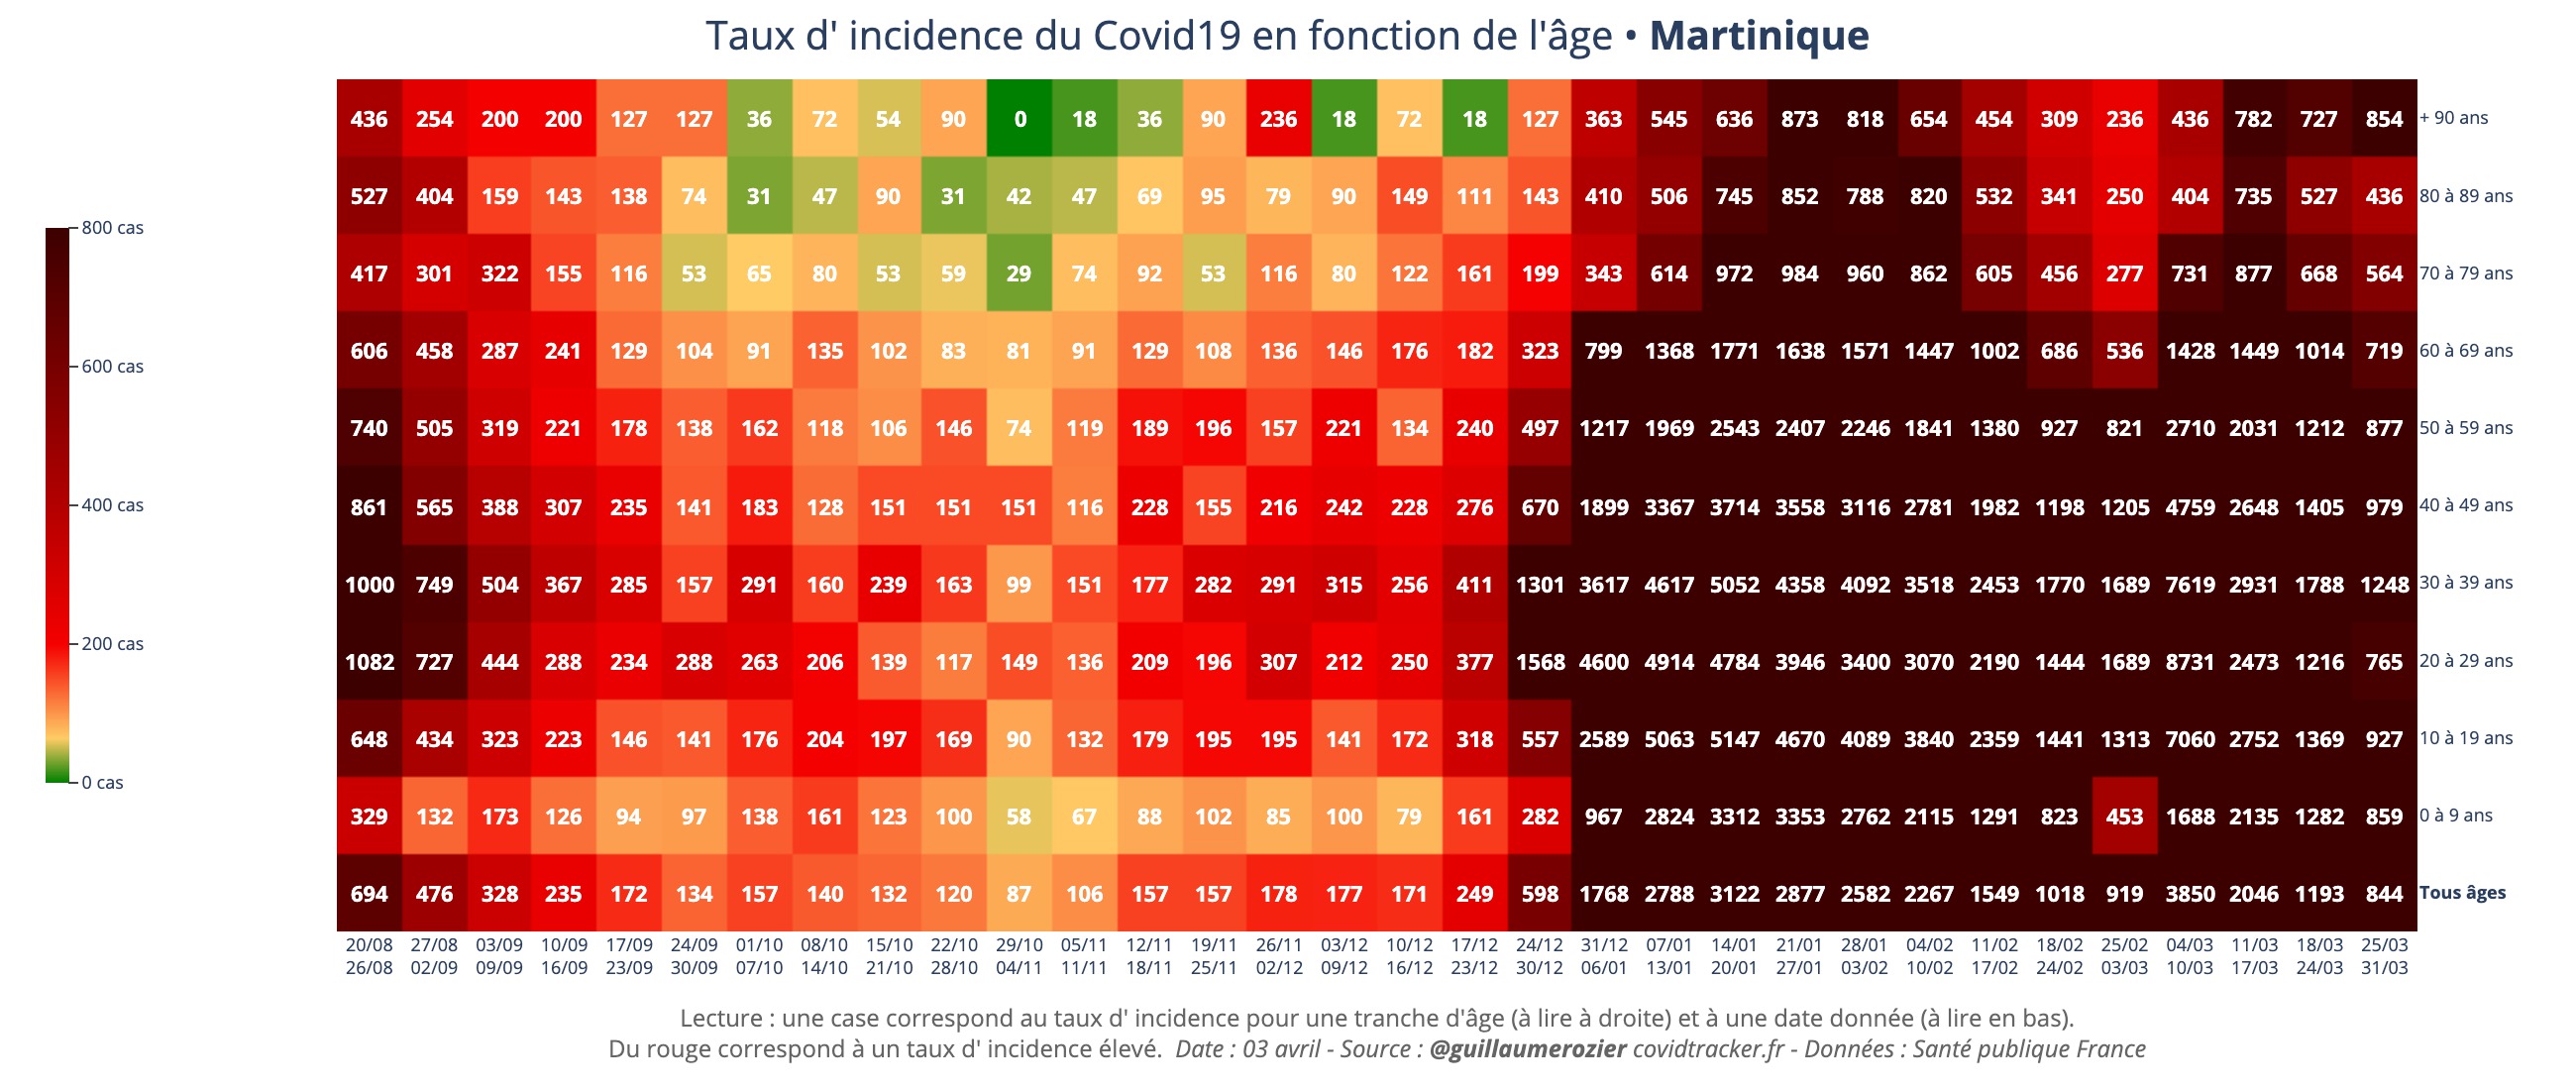 Taux d' incidence du Covid19 en fonction de l'âge • Martinique
800 cas
600 cas
400 cas
200 cas
0 cas
436 254 200 200 127 127 36 72 54 90 0 18 36 90 236 18 72 18 127 363 545 636 873 818 654 454 309 236 436 782 727 854 + 90 ans
527 404 159 143 138 74 31 47 90 31 42 47 69 95 79 90 149 111 143 410 506 745 852 788 820 532 341 250 404 735 527 436 80 à 89 ans
417 301 322 155 116 53 65 80 53 59 29 74 92 53 116 80 122 161 199 343 614 972 984 960 862 605 456 277 731 877 668 564 70 à 79 ans
606 458 287 241 129 104 91 135 102 83 81 91 129 108 136 146 176 182 323 799 1368 1771 1638 1571 1447 1002 686 536 1428 1449 1014 719 60 à 69 ans
740 505 319 221 178 138 162 118 106 146 74 119 189 196 157 221 134 240 497 1217 1969 2543 2407 2246 1841 1380 927 821 2710 2031 1212 877 50 à 59 ans
861 565 388 307 235 141 183 128 151 151 151 116 228 155 216 242 228 276 670 1899 3367 3714 3558 3116 2781 1982 1198 1205 4759 2648 1405 979 40 à 49 ans
1000 749 504 367 285 157 291 160 239 163 99 151 177 282 291 315 256 411 1301 3617 4617 5052 4358 4092 3518 2453 1770 1689 7619 2931 1788 1248 30 à 39 ans
1082 727 444 288 234 288 263 206 139 117 149 136 209 196 307 212 250 377 1568 4600 4914 4784 3946 3400 3070 2190 1444 1689 8731 2473 1216 765 20 à 29 ans
648 434 323 223 146 141 176 204 197 169 90 132 179 195 195 141 172 318 557 2589 5063 5147 4670 4089 3840 2359 1441 1313 7060 2752 1369 927 10 à 19 ans
329 132 173 126 94 97 138 161 123 100 58 67 88 102 85 100 79 161 282 967 2824 3312 3353 2762 2115 1291 823 453 1688 2135 1282 859 0 à 9 ans
694 476 328 235 172 134 157 140 132 120 87 106 157 157 178 177 171 249 598 1768 2788 3122 2877 2582 2267 1549 1018 919 3850 2046 1193 844 Tous âges
20/08 27/08 03/09 10/09 17/09 24/09 01/10 08/10 15/10 22/10 29/10 05/11 12/11 19/11 26/11 03/12 10/12 17/12 24/12 31/12 07/01 14/01 21/01 28/01 04/02 11/02 18/02 25/02 04/03 11/03 18/03 25/03
26/08 02/09 09/09 16/09 23/09 30/09 07/10 14/10 21/10 28/10 04/11 11/11 18/11 25/11 02/12 09/12 16/12 23/12 30/12 06/01 13/01 20/01 27/01 03/02 10/02 17/02 24/02 03/03 10/03 17/03 24/03 31/03
Lecture : une case correspond au taux d' incidence pour une tranche d'âge (à lire à droite) et à une date donnée (à lire en bas).
Du rouge correspond à un taux d' incidence élevé. Date : 03 avril - Source : @guillaumerozier covidtracker.fr - Données : Santé publique France